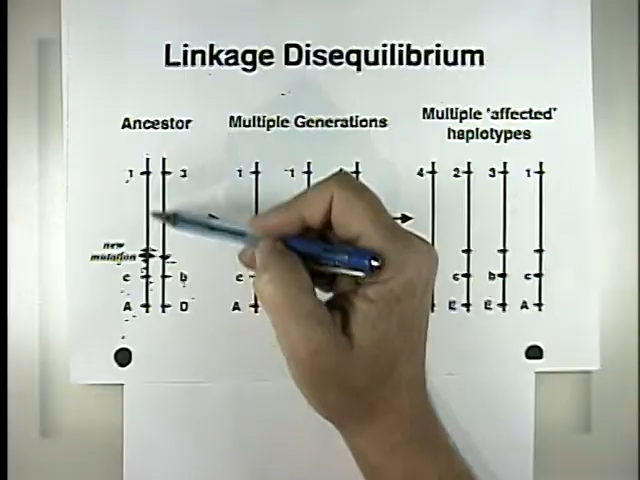 Linkage Disequilibrium
Ancestor
Multiple Generations
Multiple 'affected'
haplotypes
1 3 1 1 4 2 3 1
new
mutation
c b c c b c
A D A E E A